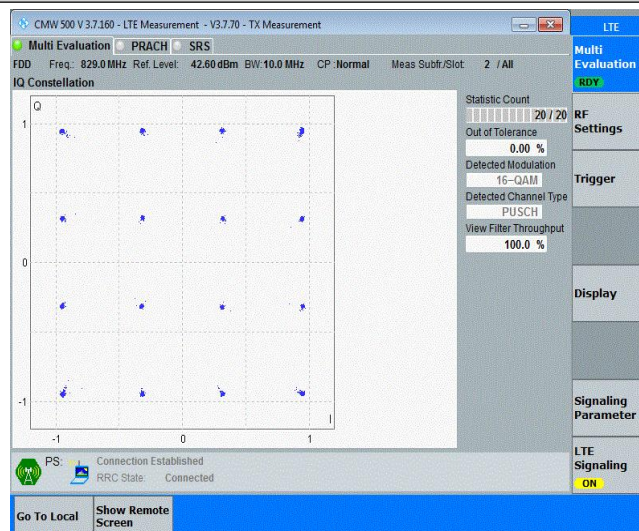 CMW 500 V 3.7.160 - LTE Measurement - V3.7.70 - TX Measurement
LTE
Multi Evaluation PRACH SRS
Multi
Evaluation
RDY
FDD Freq.: 829.0 MHz Ref. Level: 42.60 dBm BW: 10.0 MHz CP : Normal Meas Subfr./Slot: 2 / All
IQ Constellation
Q
1
0
-1
-1 0 1
I
Statistic Count
20 / 20
Out of Tolerance
0.00 %
Detected Modulation
16-QAM
Detected Channel Type
PUSCH
View Filter Throughput
100.0 %
RF
Settings
Trigger
Display
Signaling
Parameter
LTE
Signaling
ON
PS: Connection Established
RRC State: Connected
Go To Local
Show Remote
Screen